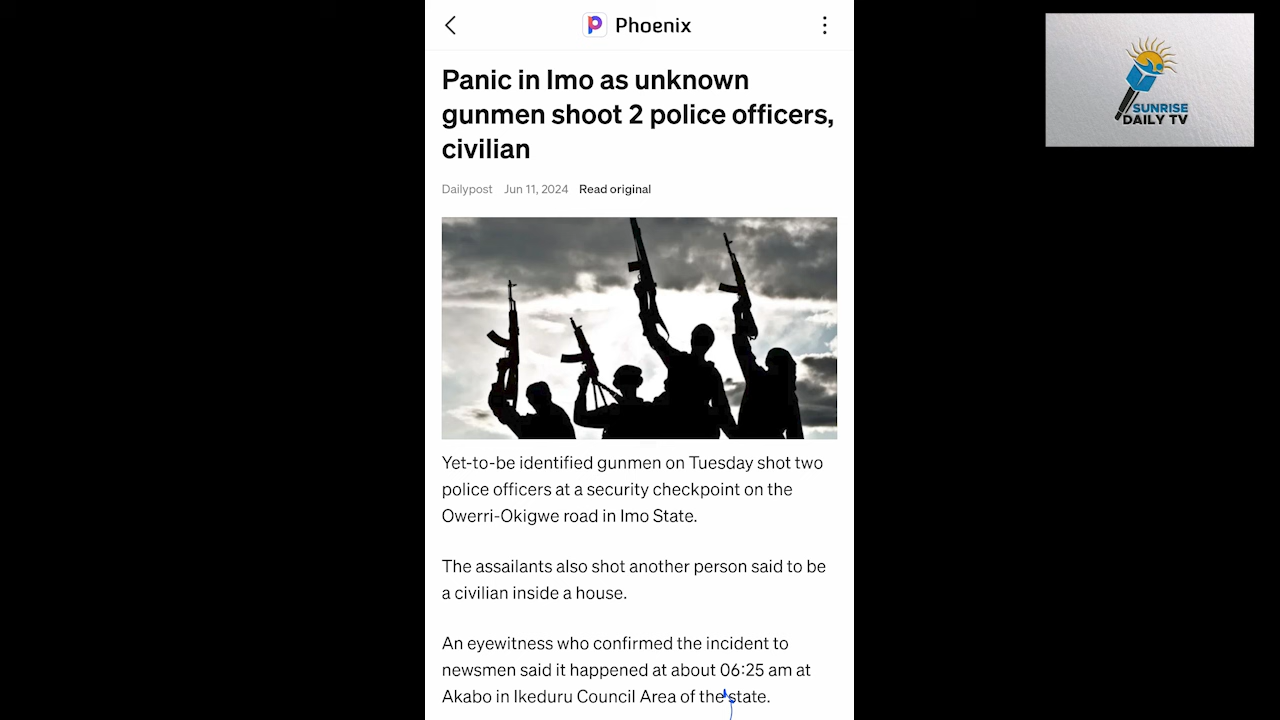 Phoenix
Panic in Imo as unknown
gunmen shoot 2 police officers,
civilian
Dailypost Jun 11, 2024 Read original
Yet-to-be identified gunmen on Tuesday shot two
police officers at a security checkpoint on the
Owerri-Okigwe road in Imo State.
The assailants also shot another person said to be
a civilian inside a house.
An eyewitness who confirmed the incident to
newsmen said it happened at about 06:25 am at
Akabo in Ikeduru Council Area of the state.
SUNRISE
DAILY TV